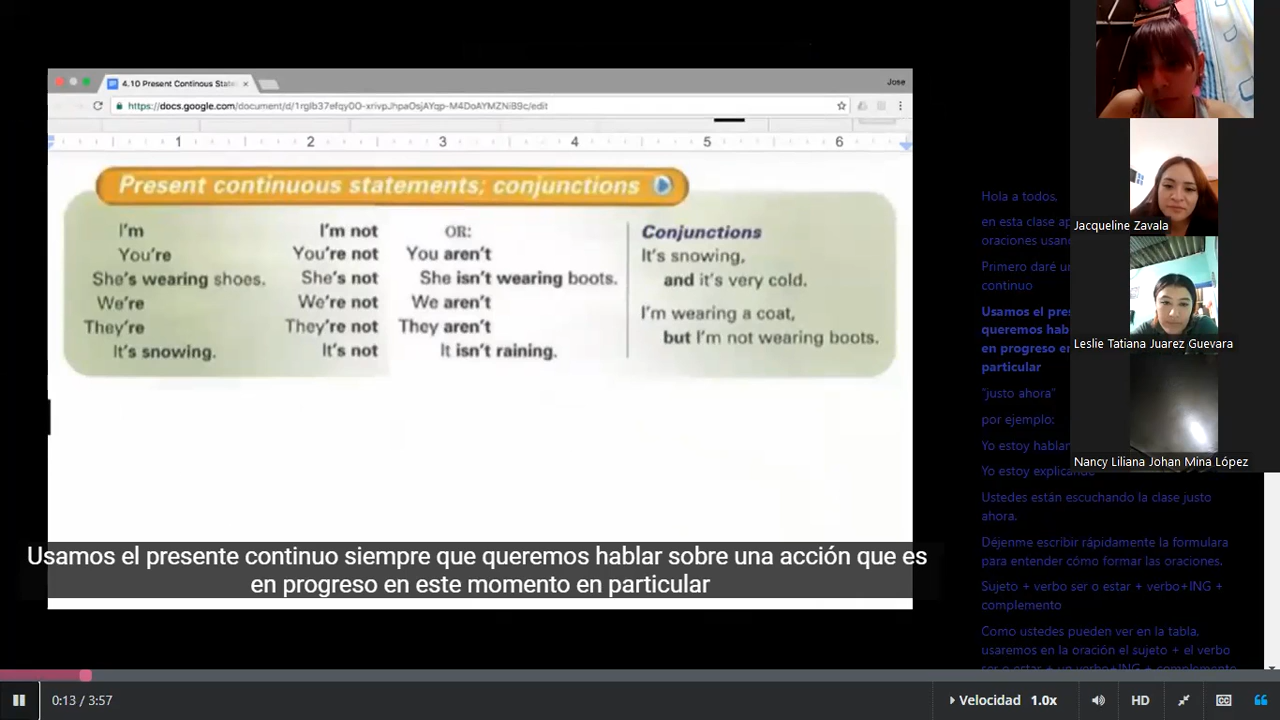 4.10 Present Continous State
Jose
https://docs.google.com/document/d/1rglb37efqy0O-xrivpJhpaOsjAYqp-M4DoAYMZNiB9c/edit
1 2 3 4 5 6
Present continuous statements; conjunctions
I'm I'm not OR: Conjunctions
You're You're not You aren't It's snowing,
She's wearing shoes. She's not She isn't wearing boots. and it's very cold.
We're We're not We aren't I'm wearing a coat,
They're They're not They aren't but I'm not wearing boots.
It's snowing. It's not It isn't raining.
Usamos el presente continuo siempre que queremos hablar sobre una acción que es
en progreso en este momento en particular
Jacqueline Zavala
Leslie Tatiana Juarez Guevara
Nancy Liliana Johan Mina López
Hola a todos,
en esta clase
oraciones
Primero daré
continuo
Usamos el
queremos
en progreso
particular
"justo ahora"
por ejemplo:
Yo estoy
Yo estoy explicando
Ustedes están escuchando la clase justo
ahora.
Déjenme escribir rápidamente la formulara
para entender cómo formar las oraciones.
Sujeto + verbo ser o estar + verbo+ING +
complemento
Como ustedes pueden ver en la tabla,
usaremos en la oración el sujeto + el verbo
ser o estar + un verbo+ING + complemento
0:13 / 3:57
Velocidad 1.0x
HD
CC